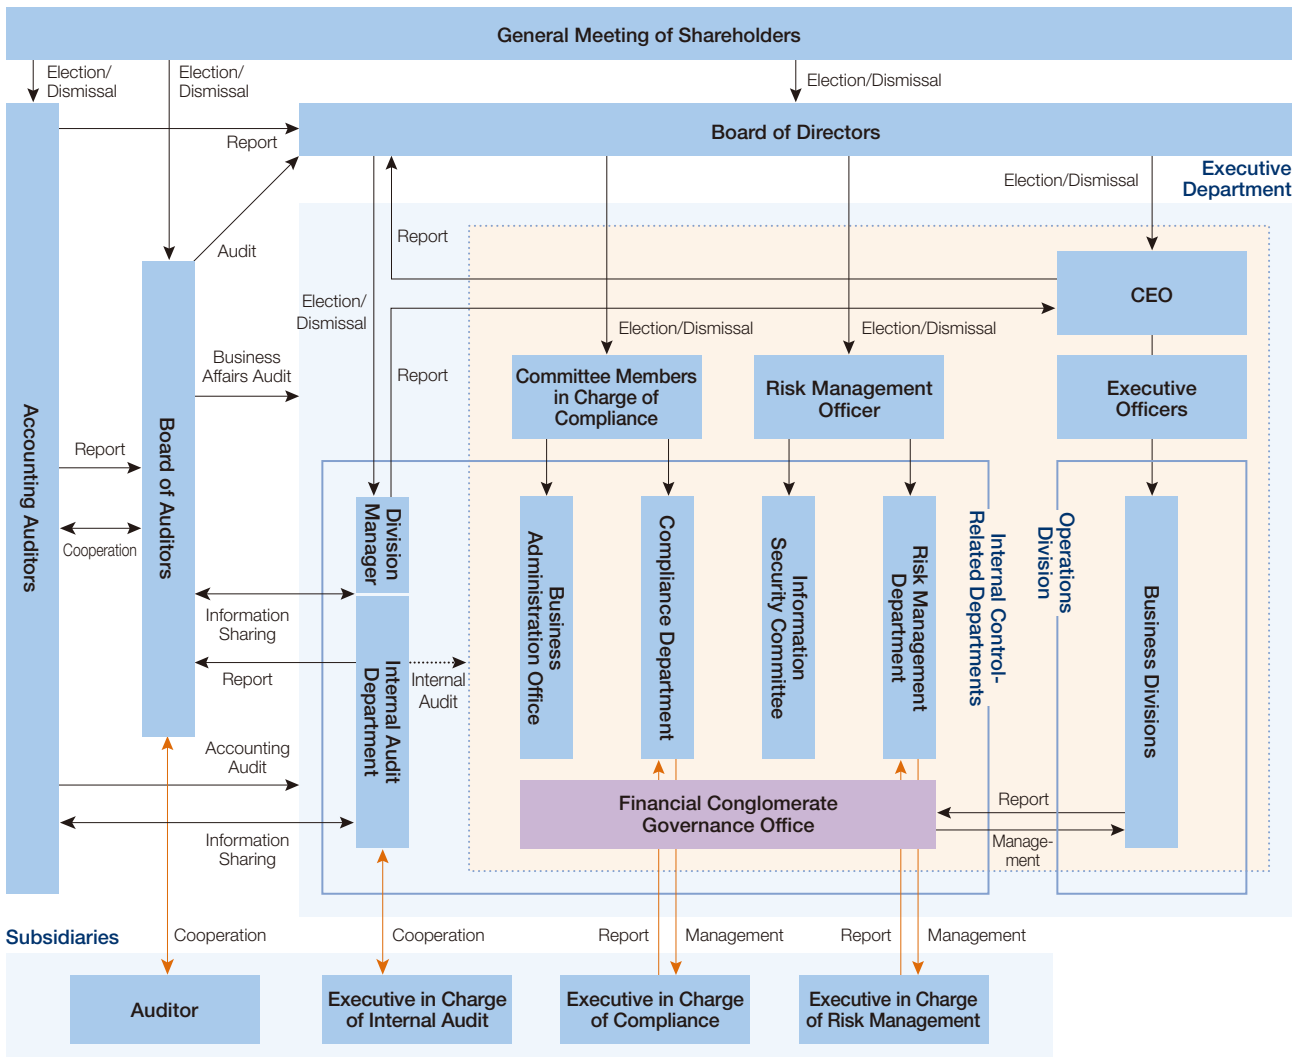 General Meeting of Shareholders
Election/
Dismissal
Election/
Dismissal
Election/Dismissal
Board of Directors
Report
Executive
Department
Election/Dismissal
Audit
Report
CEO
Election/
Dismissal
Election/Dismissal
Election/Dismissal
Business
Affairs Audit
Report
Committee Members
in Charge of
Compliance
Risk Management
Officer
Executive
Officers
Accounting Auditors
Report
Board of Auditors
Cooperation
Division
Manager
Business
Administration Office
Compliance Department
Information
Security Committee
Risk Management
Department
Internal Control-
Related Departments
Operations
Division
Business Divisions
Information
Sharing
Report
Internal Audit
Department
Internal
Audit
Accounting
Audit
Financial Conglomerate
Governance Office
Report
Manage-
ment
Information
Sharing
Subsidiaries
Cooperation
Cooperation
Report
Management
Report
Management
Auditor
Executive in Charge
of Internal Audit
Executive in Charge
of Compliance
Executive in Charge
of Risk Management